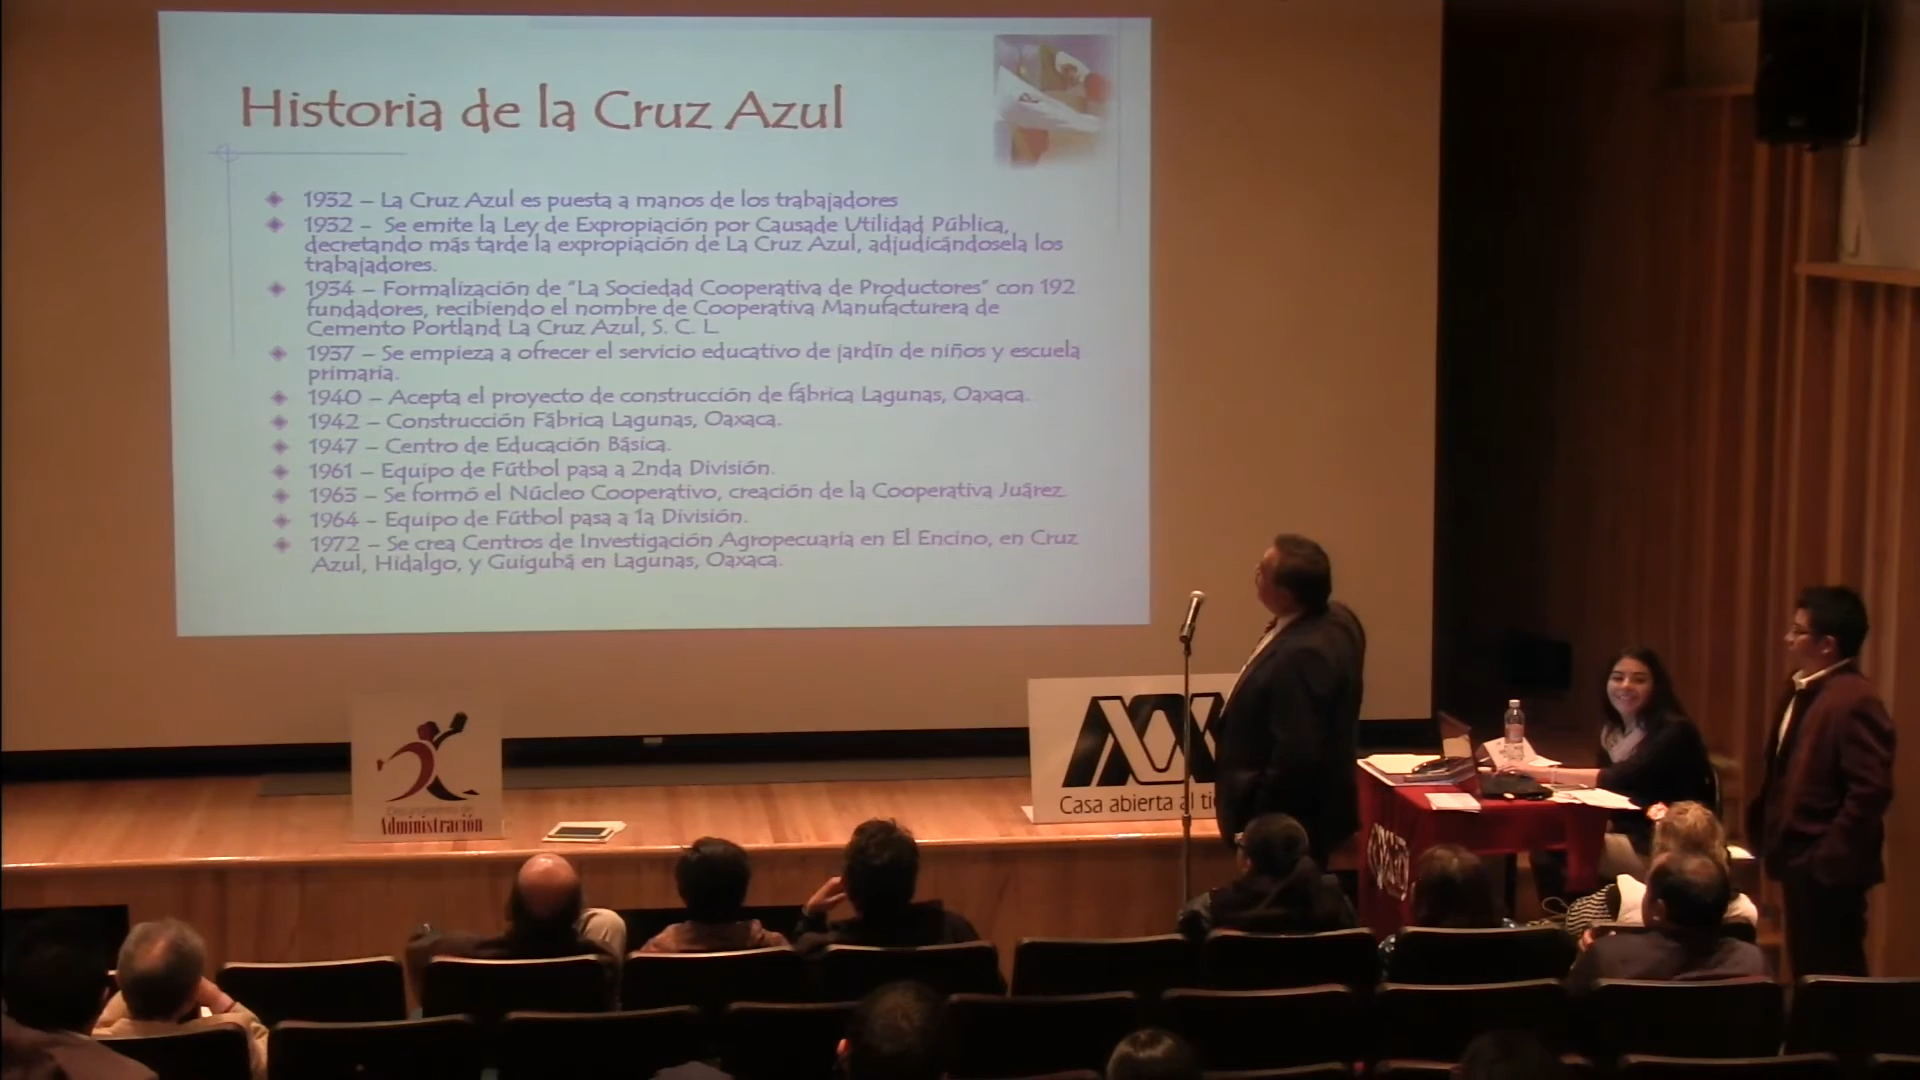 Historia de la Cruz Azul
1932 – La Cruz Azul es puesta a manos de los trabajadores
1932 – Se emite la Ley de Expropiación por Causade Utilidad Pública,
decretando más tarde la expropiación de La Cruz Azul, adjudicándosela los
trabajadores.
1934 – Formalización de "La Sociedad Cooperativa de Productores" con 192
fundadores, recibiendo el nombre de Cooperativa Manufacturera de
Cemento Portland La Cruz Azul, S. C. L
1937 – Se empieza a ofrecer el servicio educativo de jardín de niños y escuela
primaria.
1940 – Acepta el proyecto de construcción de fábrica Lagunas, Oaxaca.
1942 – Construcción Fábrica Lagunas, Oaxaca.
1947 – Centro de Educación Básica.
1961 – Equipo de Fútbol pasa a 2nda División.
1963 – Se formó el Núcleo Cooperativo, creación de la Cooperativa Juárez.
1964 – Equipo de Fútbol pasa a 1a División.
1972 – Se crea Centros de Investigación Agropecuaria en El Encino, en Cruz
Azul, Hidalgo, y Guigubá en Lagunas, Oaxaca.
Administración
Casa abierta al